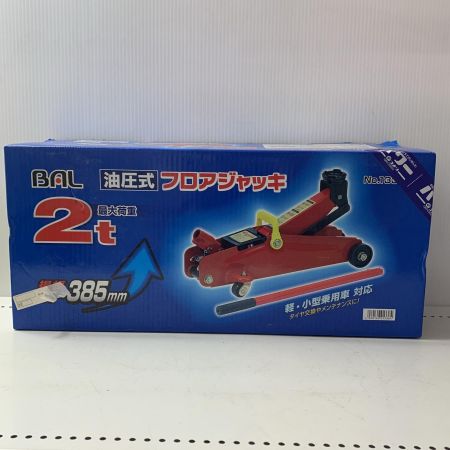 BAL 油圧式 フロアジャッキ
最大荷重
2t
385mm
軽・小型乗用車 対応
タイヤ交換やメンテナンスに!